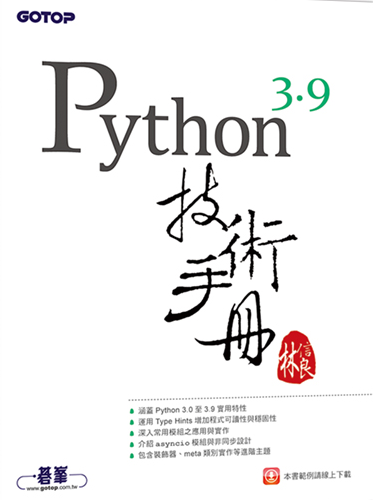 GOTOP
Python 3.9
技術
手冊
林信良
涵蓋 Python 3.0 至 3.9 實用特性
運用 Type Hints 增加程式可讀性與穩固性
深入常用模組之應用與實作
介紹 asyncio 模組與非同步設計
包含裝飾器、meta 類別實作等進階主題
碁峯
www.gotop.com.tw
本書範例請線上下載